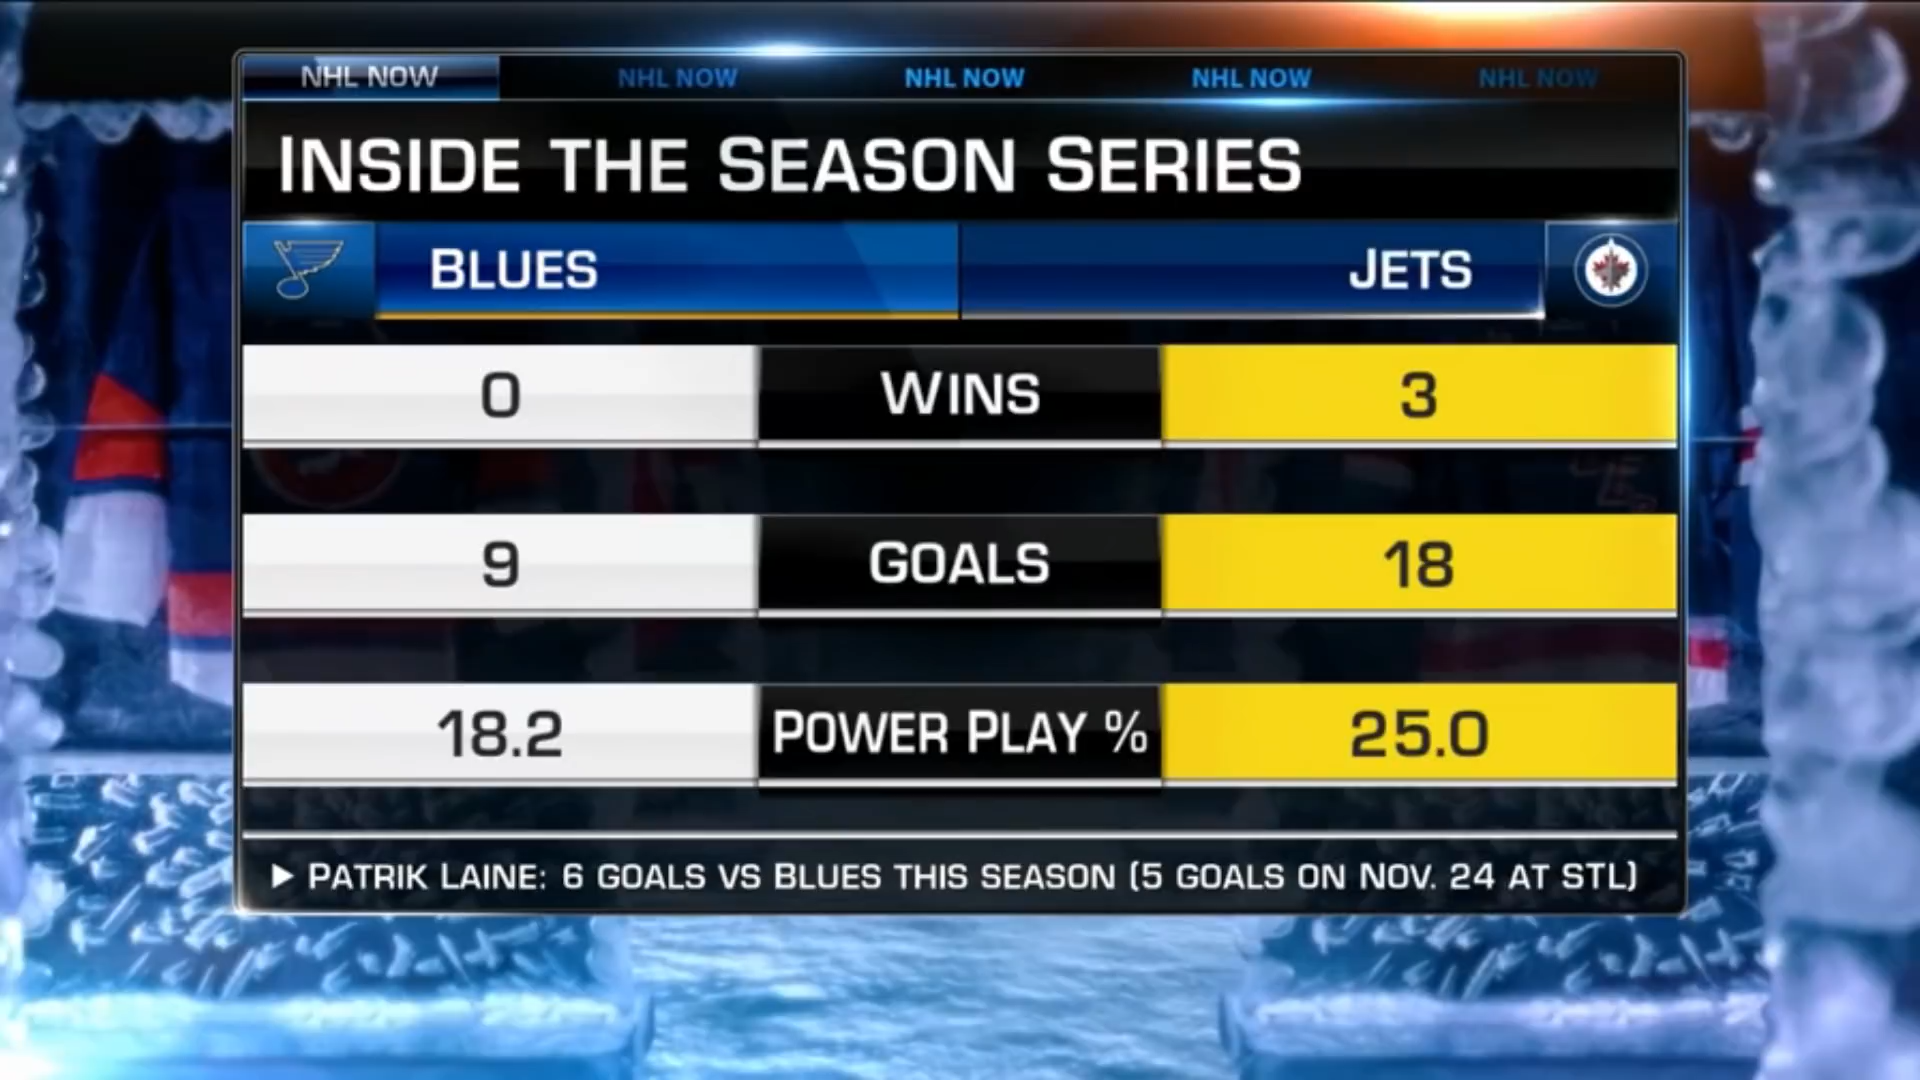 NHL NOW NHL NOW NHL NOW NHL NOW NHL NOW
INSIDE THE SEASON SERIES
BLUES JETS
0 WINS 3
9 GOALS 18
18.2 POWER PLAY % 25.0
▶ PATRIK LAINE: 6 GOALS VS BLUES THIS SEASON (5 GOALS ON NOV. 24 AT STL)